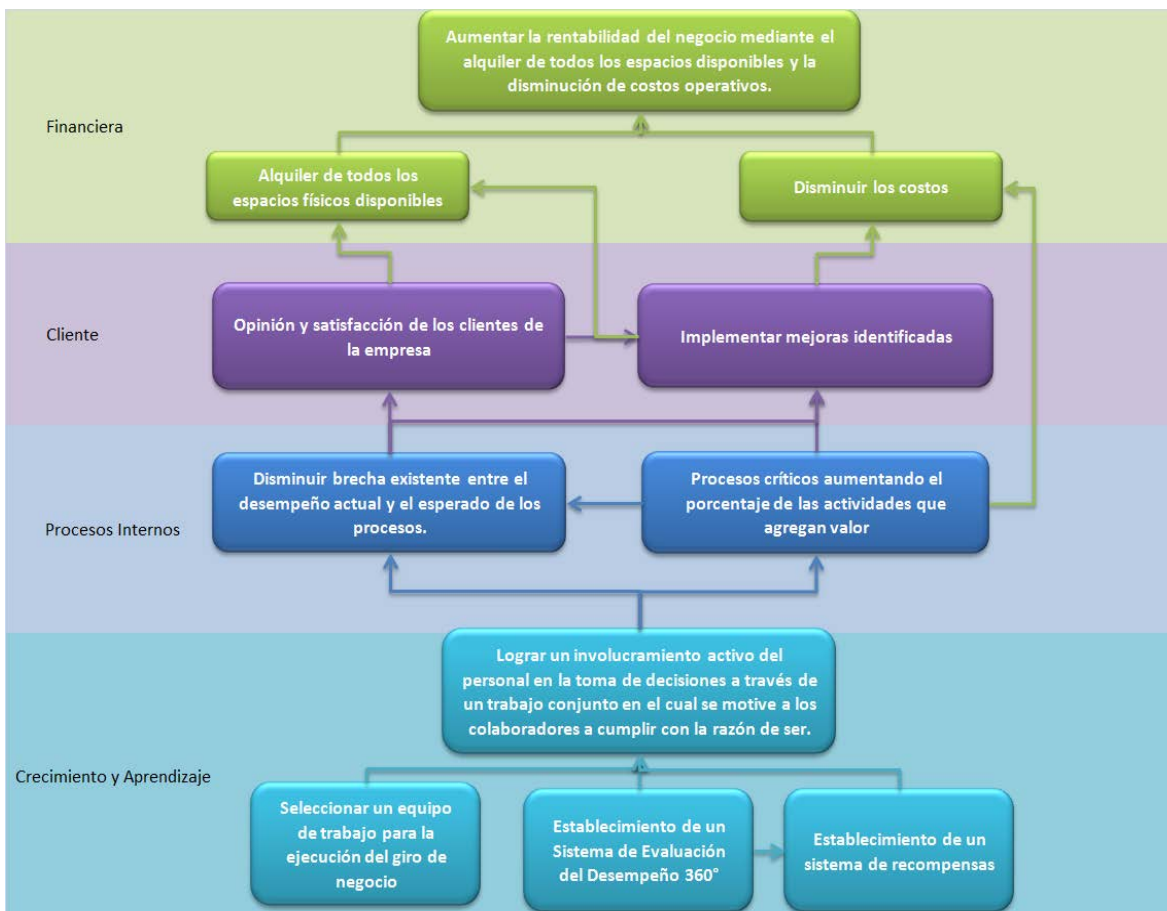 Aumentar la rentabilidad del negocio mediante el
alquiler de todos los espacios disponibles y la
disminución de costos operativos.
Financiera
Alquiler de todos los
espacios físicos disponibles
Disminuir los costos
Cliente
Opinión y satisfacción de los clientes de
la empresa
Implementar mejoras identificadas
Procesos Internos
Disminuir brecha existente entre el
desempeño actual y el esperado de los
procesos.
Procesos críticos aumentando el
porcentaje de las actividades que
agregan valor
Lograr un involucramiento activo del
personal en la toma de decisiones a través de
un trabajo conjunto en el cual se motive a los
colaboradores a cumplir con la razón de ser.
Crecimiento y Aprendizaje
Seleccionar un equipo
de trabajo para la
ejecución del giro de
negocio
Establecimiento de un
Sistema de Evaluación
del Desempeño 360°
Establecimiento de un
sistema de recompensas